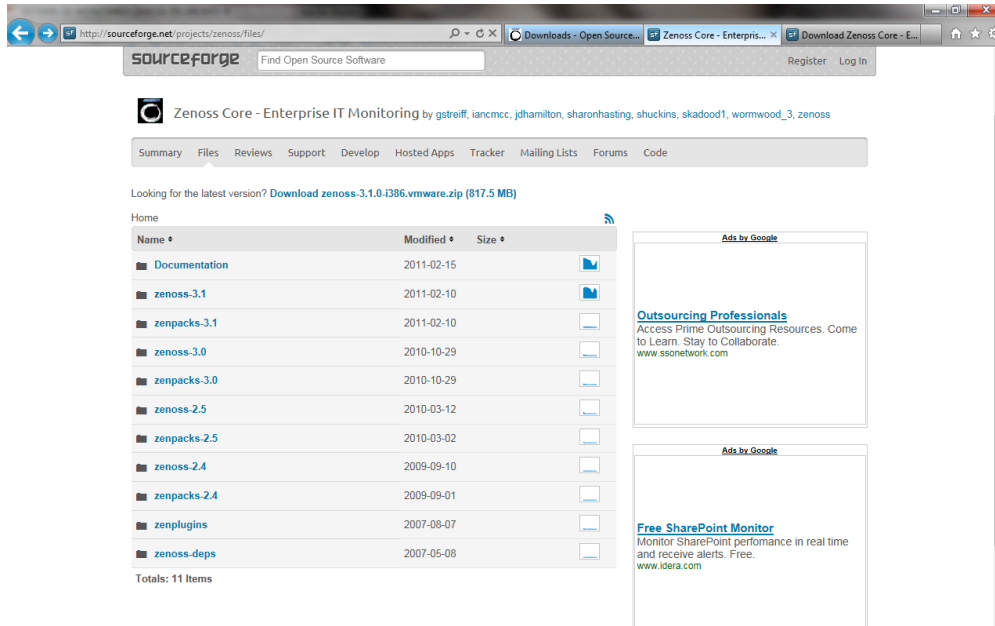 http://sourceforge.net/projects/zenoss/files/
Downloads - Open Source...
Zenoss Core - Enterpris...
Download Zenoss Core - E...
sourceforge
Find Open Source Software
Register Log In
Zenoss Core - Enterprise IT Monitoring by gstreiff, iancmcc, jdhamilton, sharonhasting, shuckins, skadood1, wormwood_3, zenoss
Summary Files Reviews Support Develop Hosted Apps Tracker Mailing Lists Forums Code
Looking for the latest version? Download zenoss-3.1.0-i386.vmware.zip (817.5 MB)
Home
Name Modified Size
Documentation 2011-02-15
zenoss-3.1 2011-02-10
zenpacks-3.1 2011-02-10
zenoss-3.0 2010-10-29
zenpacks-3.0 2010-10-29
zenoss-2.5 2010-03-12
zenpacks-2.5 2010-03-02
zenoss-2.4 2009-09-10
zenpacks-2.4 2009-09-01
zenplugins 2007-08-07
zenoss-deps 2007-05-08
Totals: 11 Items
Ads by Google
Outsourcing Professionals
Access Prime Outsourcing Resources. Come
to Learn. Stay to Collaborate.
www.ssonetwork.com
Ads by Google
Free SharePoint Monitor
Monitor SharePoint perfomance in real time
and receive alerts. Free.
www.idera.com